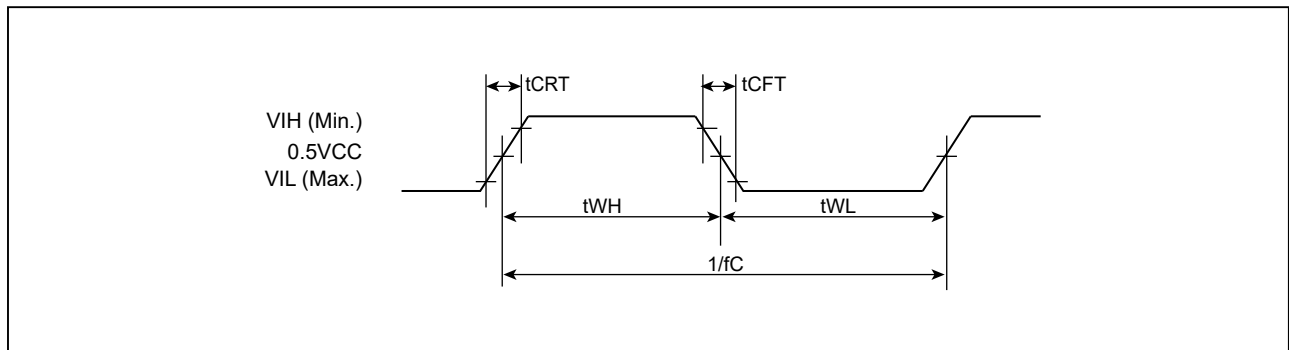 tCRT
tCFT
VIH (Min.)
0.5VCC
VIL (Max.)
tWH
tWL
1/fC